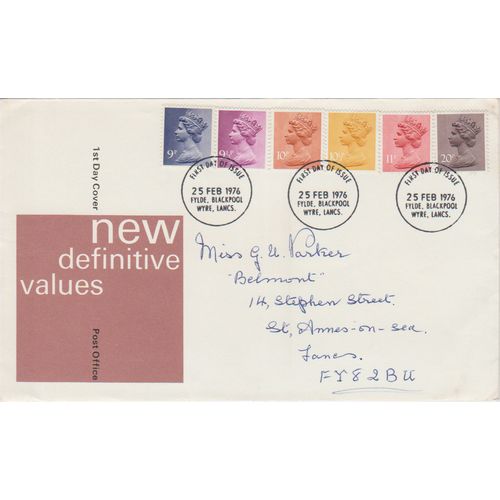 9P
9½P
10P
10½P
11P
20P
FIRST DAY OF ISSUE
25 FEB 1976
FYLDE, BLACKPOOL
WYRE, LANCS.
FIRST DAY OF ISSUE
25 FEB 1976
FYLDE, BLACKPOOL
WYRE, LANCS.
FIRST DAY OF ISSUE
25 FEB 1976
FYLDE, BLACKPOOL
WYRE, LANCS.
1st Day Cover
new
definitive
values
Post Office
Miss G. U. Parker
"Belmont"
14, Stephen Street.
St, Annes-on-sea.
Lancs.
FY8 2BU